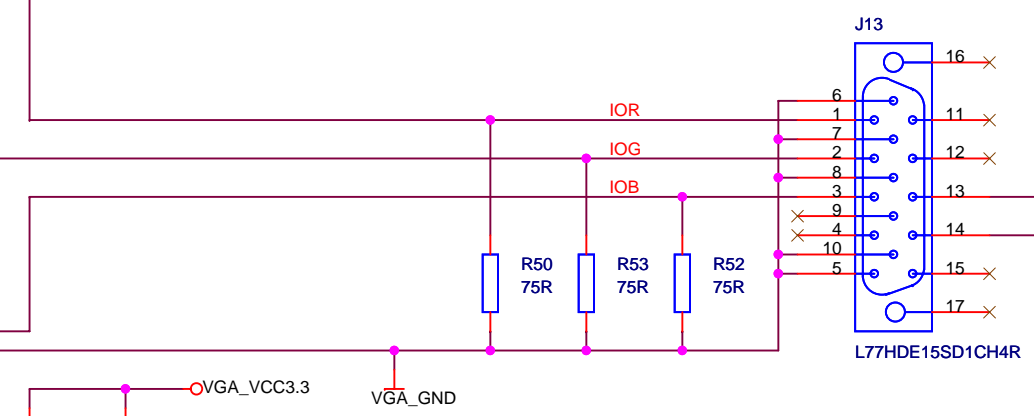 J13
16
6
IOR
1
11
7
IOG
2
12
8
IOB
3
13
9
4
14
10
5
15
R50
75R
R53
75R
R52
75R
17
L77HDE15SD1CH4R
VGA_VCC3.3
VGA_GND